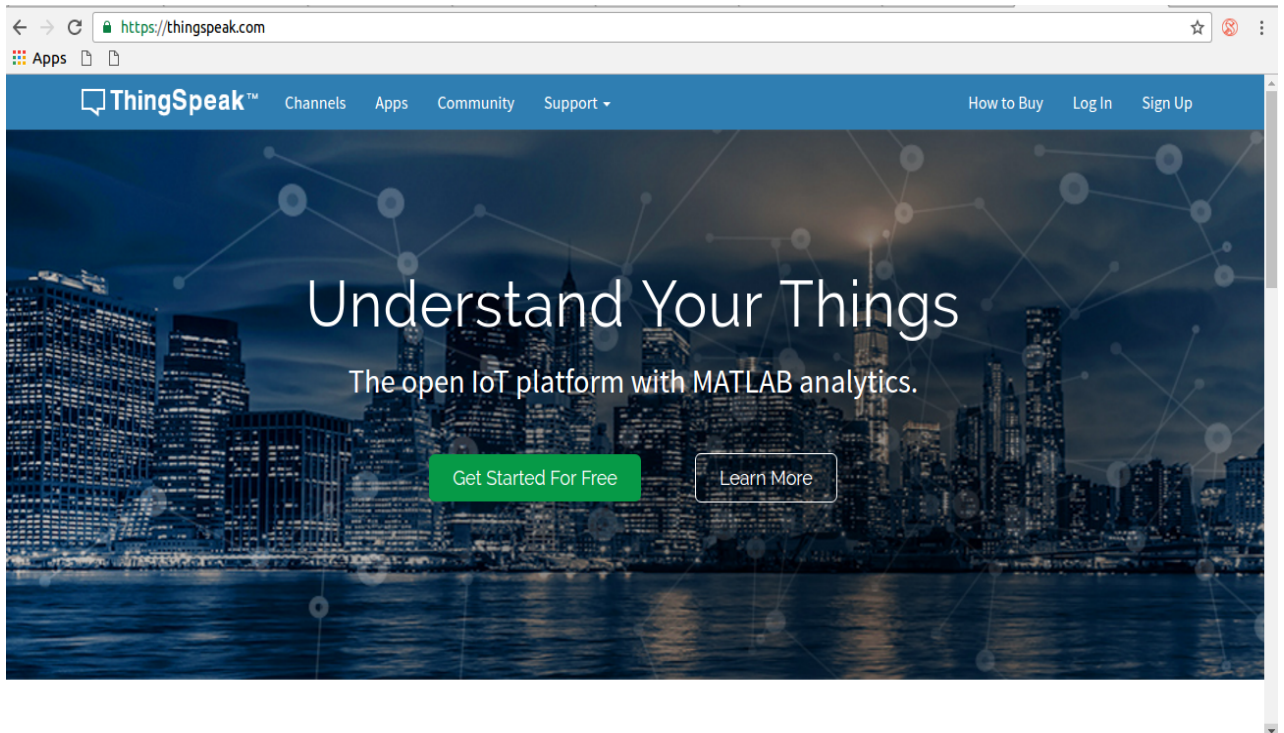 https://thingspeak.com
Apps
ThingSpeak™ Channels Apps Community Support How to Buy Log In Sign Up
Understand Your Things
The open IoT platform with MATLAB analytics.
Get Started For Free Learn More